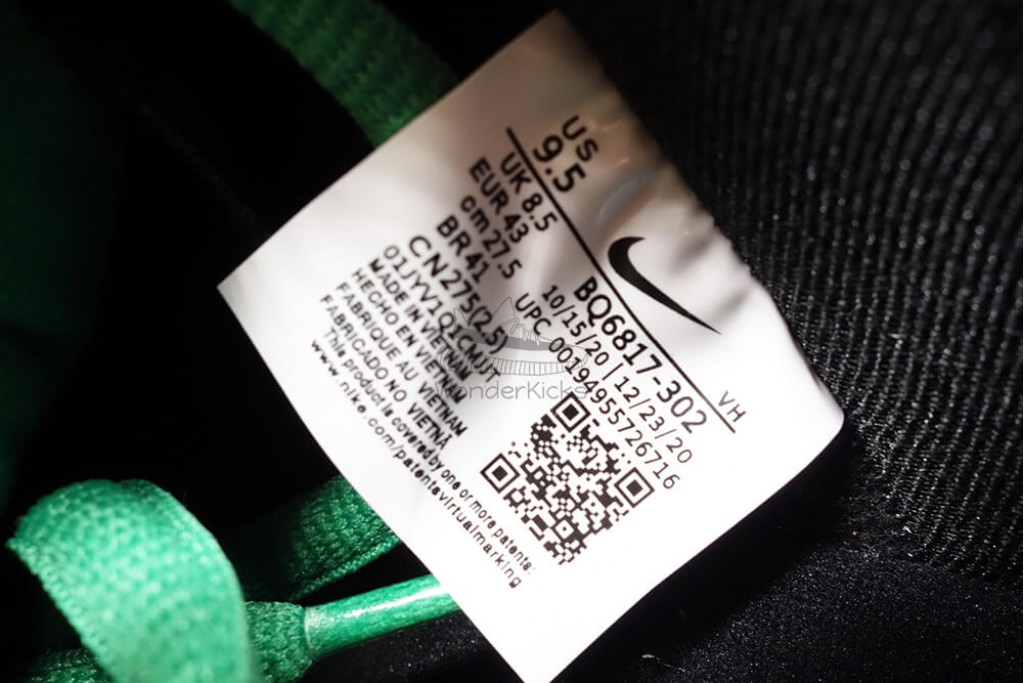 US
9.5
UK 8.5
EUR 43
cm 27.5
BR 41
CN 275(2.5)
VH
BQ6817-302
10/15/20 | 12/23/20
UPC 00194955726716
01JYV1Q1CMUT
MADE IN VIETNAM
HECHO EN VIETNAM
FABRIQUE AU VIETNAM
FABRICADO NO VIETNA
This product is covered by one or more patents:
www.nike.com/patentsvirtualmarking
WonderKicks